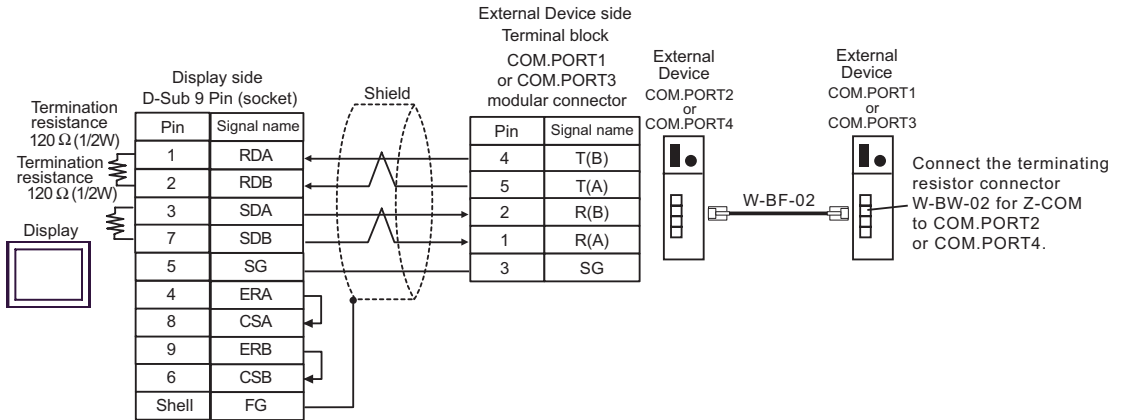 External Device side
Terminal block
COM.PORT1
or COM.PORT3
modular connector
Display side
D-Sub 9 Pin (socket)
Shield
External
Device
COM.PORT2
or
COM.PORT4
External
Device
COM.PORT1
or
COM.PORT3
Termination
resistance
120 Ω (1/2W)
Termination
resistance
120 Ω (1/2W)
Display
Pin Signal name
1 RDA
2 RDB
3 SDA
7 SDB
5 SG
4 ERA
8 CSA
9 ERB
6 CSB
Shell FG
Pin Signal name
4 T(B)
5 T(A)
2 R(B)
1 R(A)
3 SG
W-BF-02
Connect the terminating
resistor connector
W-BW-02 for Z-COM
to COM.PORT2
or COM.PORT4.